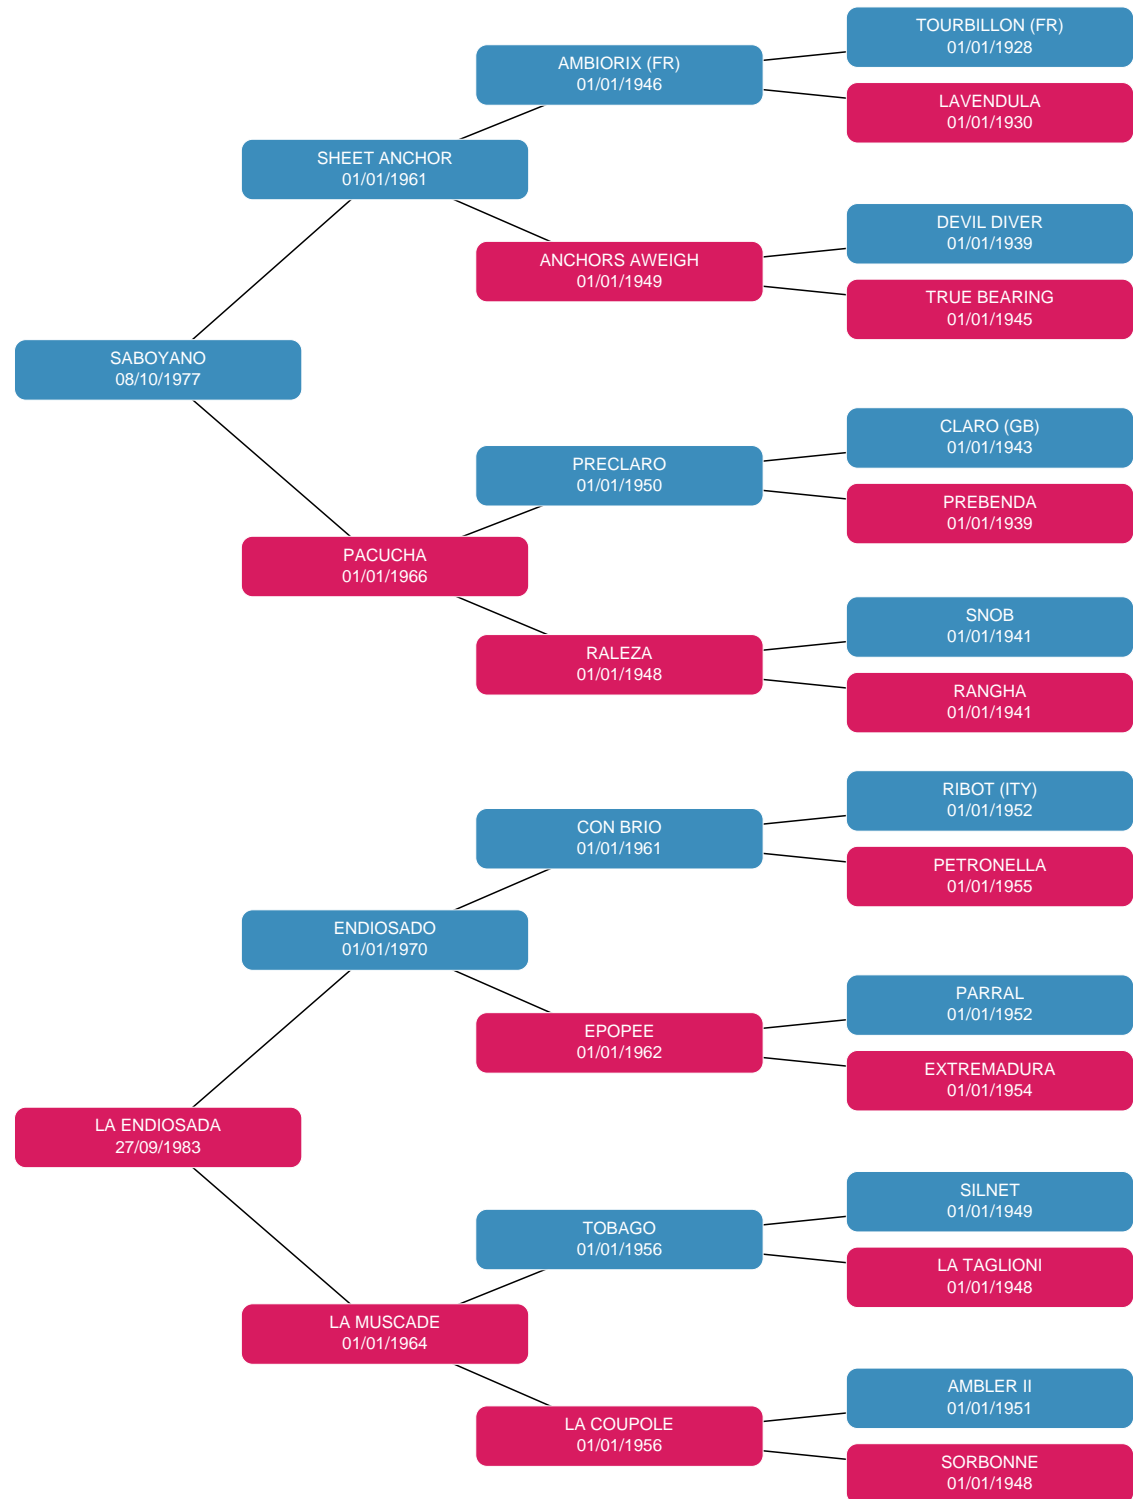 TOURBILLON (FR)
01/01/1928
AMBIORIX (FR)
01/01/1946
LAVENDULA
01/01/1930
SHEET ANCHOR
01/01/1961
DEVIL DIVER
01/01/1939
ANCHORS AWEIGH
01/01/1949
TRUE BEARING
01/01/1945
SABOYANO
08/10/1977
CLARO (GB)
01/01/1943
PRECLARO
01/01/1950
PREBENDA
01/01/1939
PACUCHA
01/01/1966
SNOB
01/01/1941
RALEZA
01/01/1948
RANGHA
01/01/1941
RIBOT (ITY)
01/01/1952
CON BRIO
01/01/1961
PETRONELLA
01/01/1955
ENDIOSADO
01/01/1970
PARRAL
01/01/1952
EPOPEE
01/01/1962
EXTREMADURA
01/01/1954
LA ENDIOSADA
27/09/1983
SILNET
01/01/1949
TOBAGO
01/01/1956
LA TAGLIONI
01/01/1948
LA MUSCADE
01/01/1964
AMBLER II
01/01/1951
LA COUPOLE
01/01/1956
SORBONNE
01/01/1948